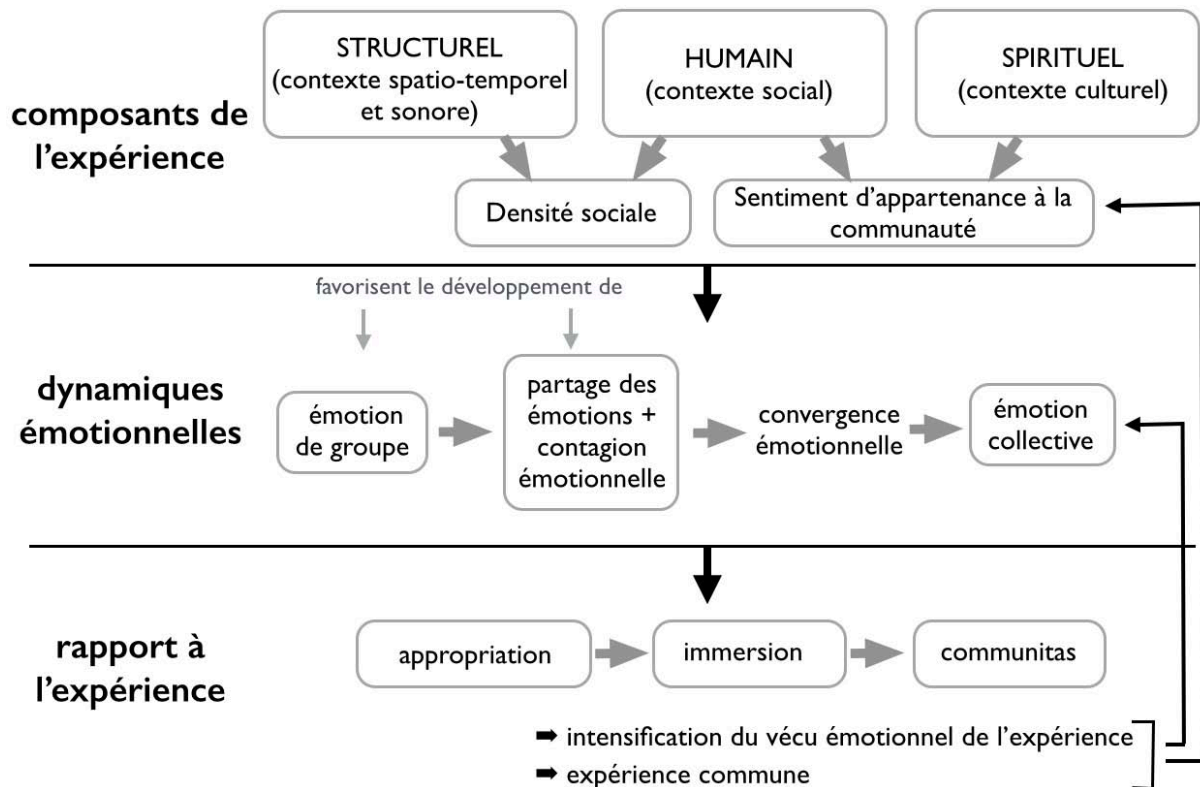 composants de
l'expérience
STRUCTUREL
(contexte spatio-temporel
et sonore)
HUMAIN
(contexte social)
SPIRITUEL
(contexte culturel)
Densité sociale
Sentiment d'appartenance à la
communauté
favorisent le développement de
dynamiques
émotionnelles
émotion
de groupe
partage des
émotions +
contagion
émotionnelle
convergence
émotionnelle
émotion
collective
rapport à
l'expérience
appropriation
immersion
communitas
➡ intensification du vécu émotionnel de l'expérience
➡ expérience commune